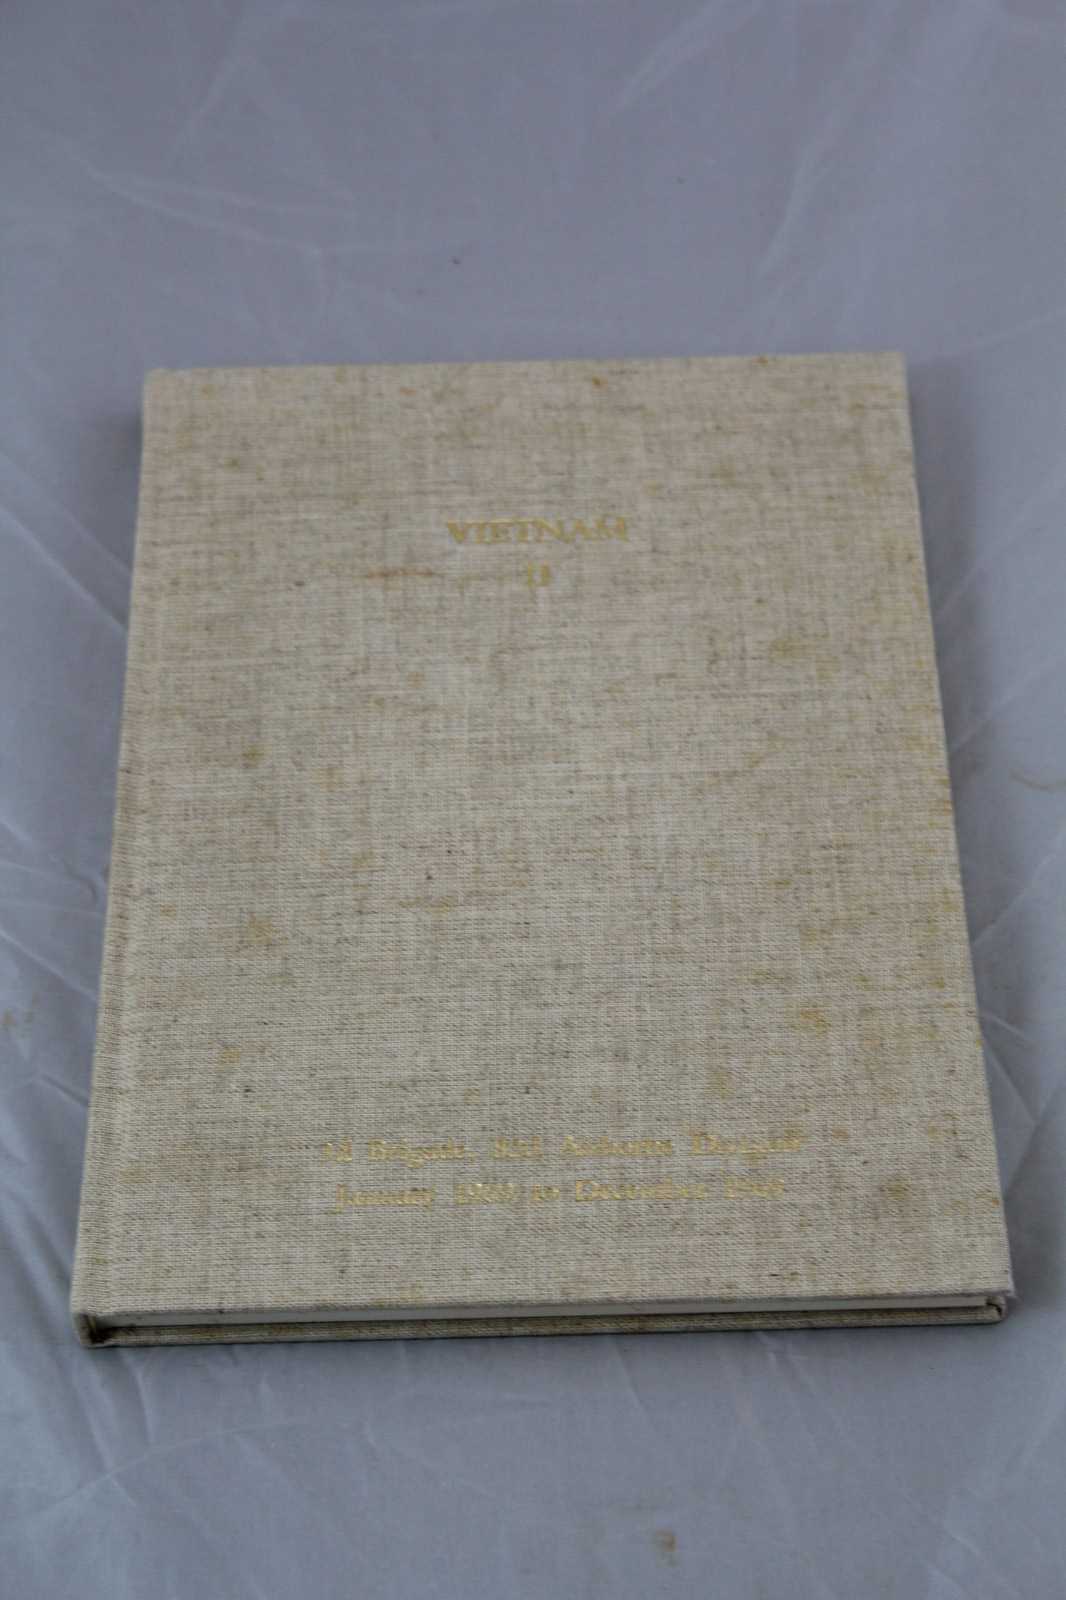 VIETNAM
II
3d Brigade, 82d Airborne Division
January 1969 to December 1969